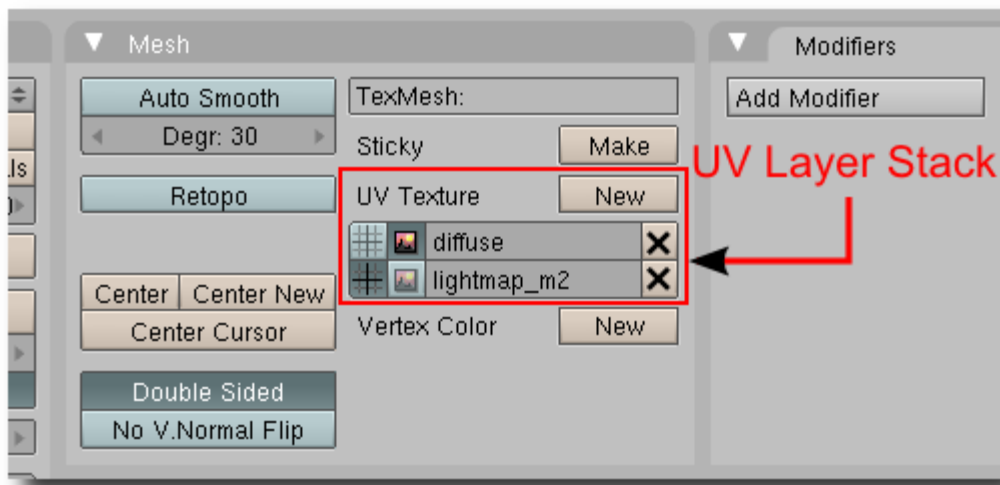 Mesh
Modifiers
Auto Smooth
TexMesh:
Add Modifier
Degr: 30
Sticky
Make
UV Layer Stack
Retopo
UV Texture
New
diffuse
lightmap_m2
Center
Center New
Vertex Color
New
Center Cursor
Double Sided
No V.Normal Flip